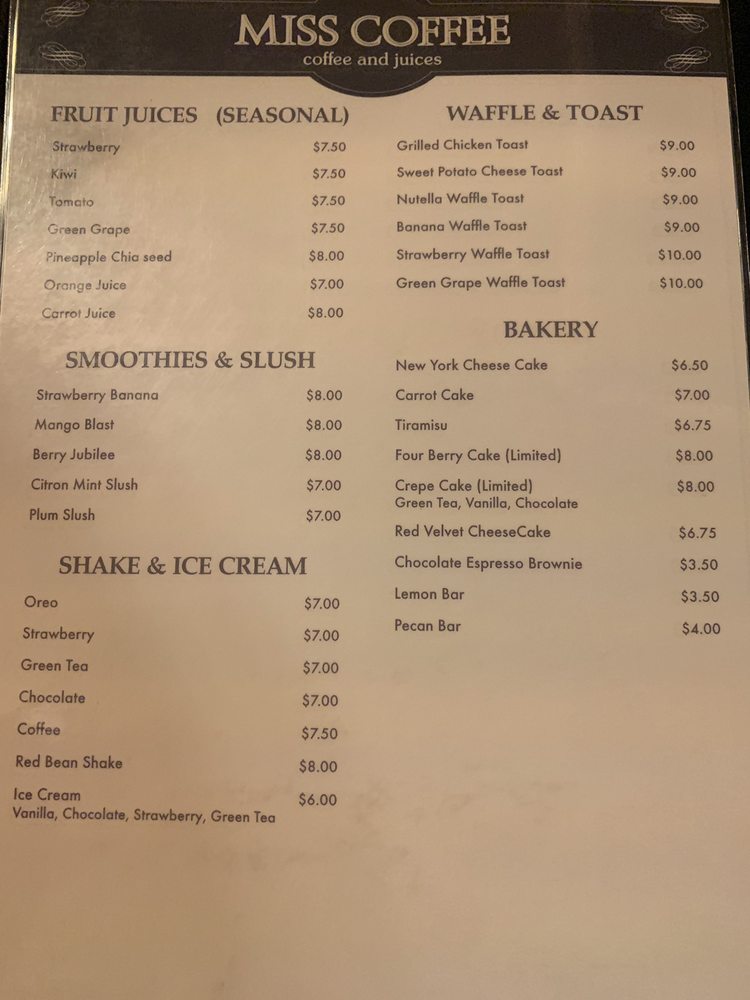 MISS COFFEE
coffee and juices
FRUIT JUICES (SEASONAL)
Strawberry $7.50
Kiwi $7.50
Tomato $7.50
Green Grape $7.50
Pineapple Chia seed $8.00
Orange Juice $7.00
Carrot Juice $8.00
SMOOTHIES & SLUSH
Strawberry Banana $8.00
Mango Blast $8.00
Berry Jubilee $8.00
Citron Mint Slush $7.00
Plum Slush $7.00
SHAKE & ICE CREAM
Oreo $7.00
Strawberry $7.00
Green Tea $7.00
Chocolate $7.00
Coffee $7.50
Red Bean Shake $8.00
Ice Cream $6.00
Vanilla, Chocolate, Strawberry, Green Tea
WAFFLE & TOAST
Grilled Chicken Toast $9.00
Sweet Potato Cheese Toast $9.00
Nutella Waffle Toast $9.00
Banana Waffle Toast $9.00
Strawberry Waffle Toast $10.00
Green Grape Waffle Toast $10.00
BAKERY
New York Cheese Cake $6.50
Carrot Cake $7.00
Tiramisu $6.75
Four Berry Cake (Limited) $8.00
Crepe Cake (Limited) $8.00
Green Tea, Vanilla, Chocolate
Red Velvet CheeseCake $6.75
Chocolate Espresso Brownie $3.50
Lemon Bar $3.50
Pecan Bar $4.00